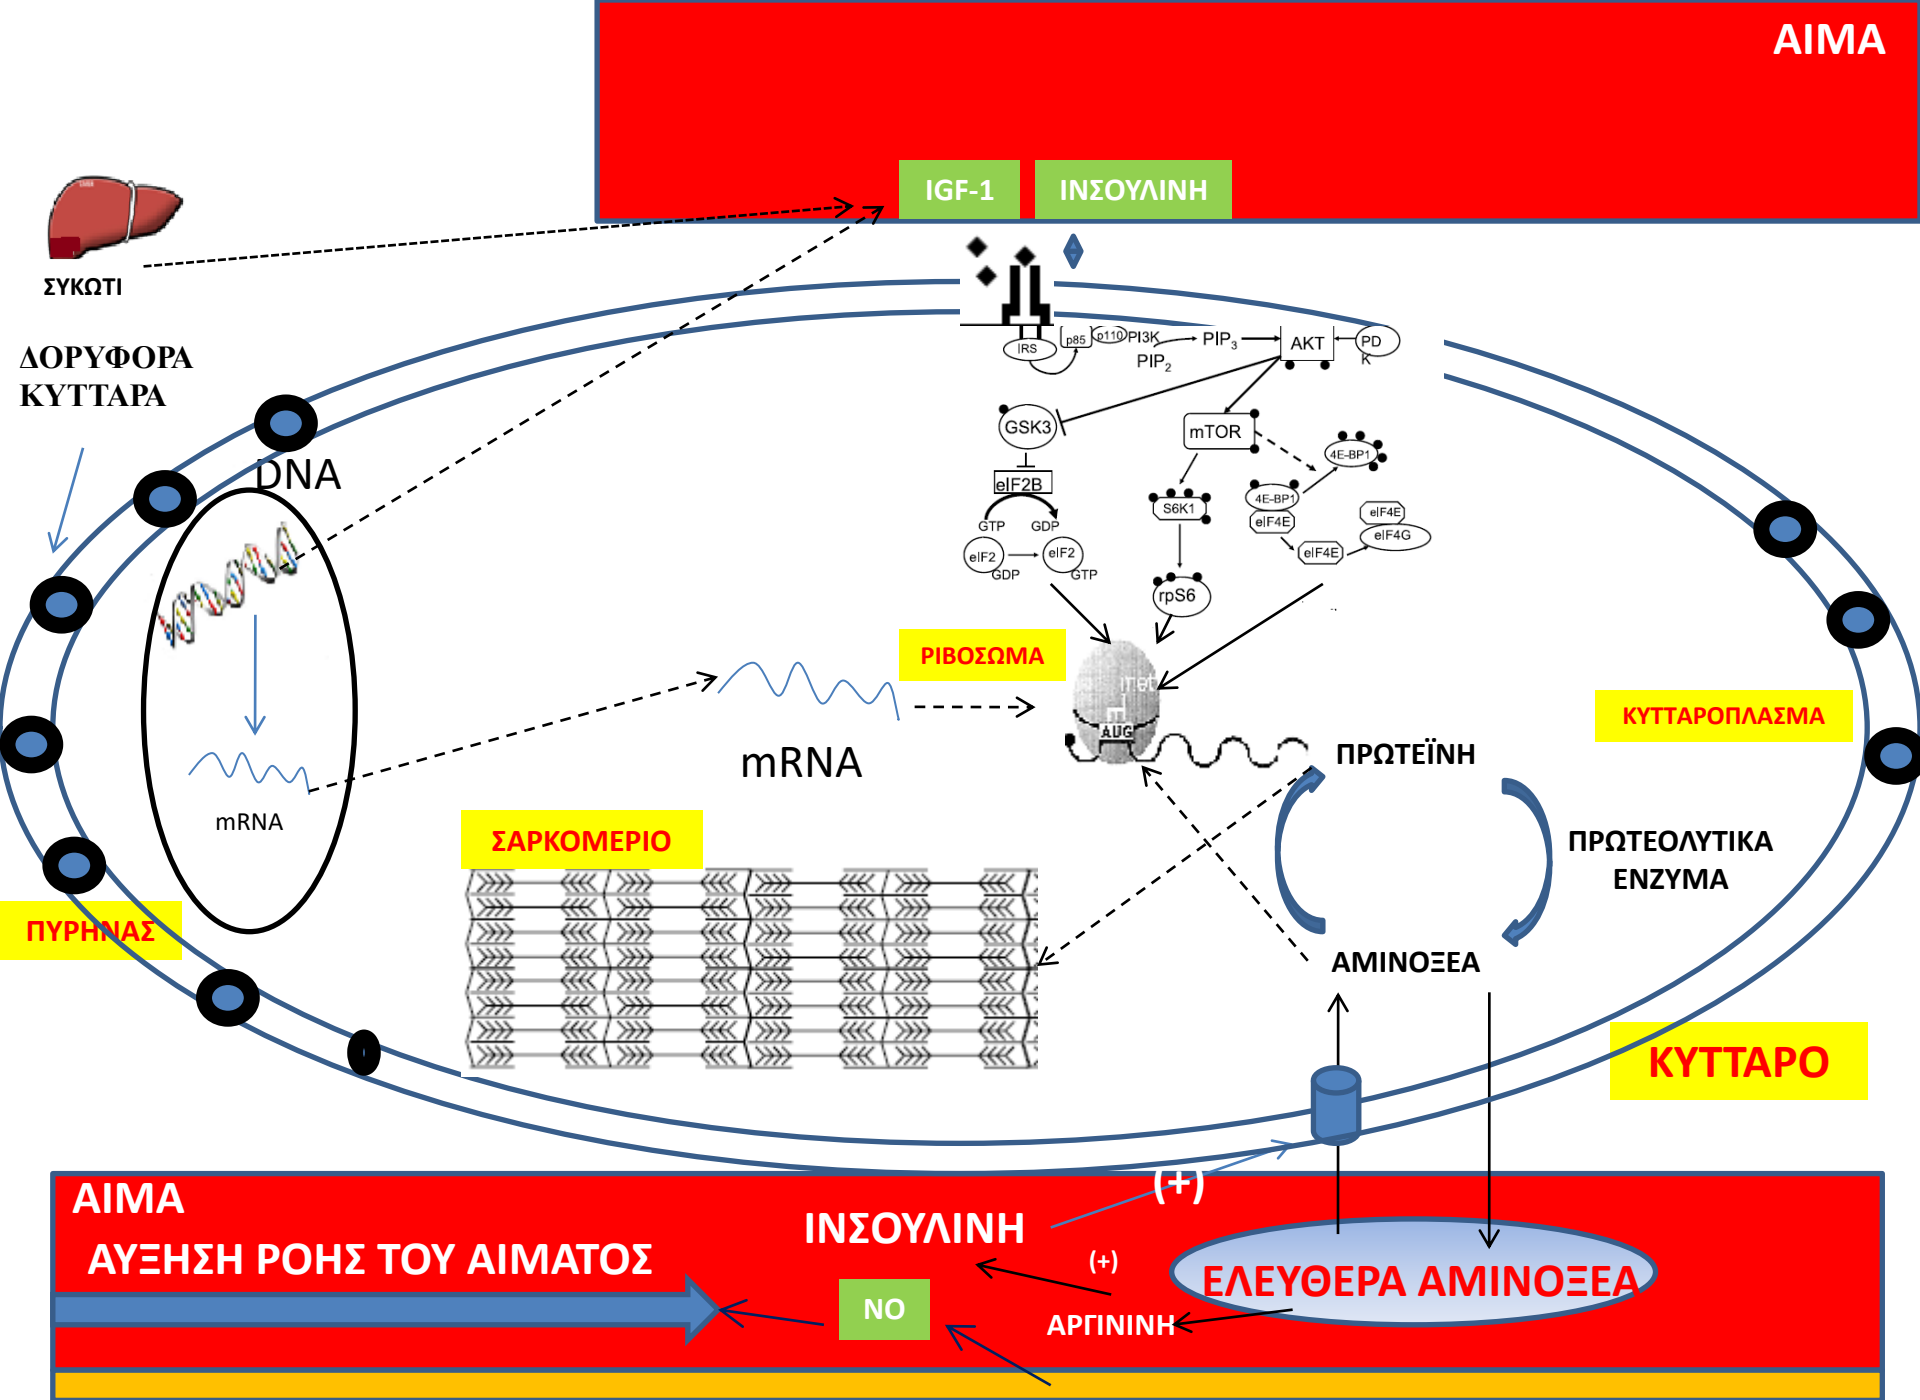 ΑΙΜΑ
IGF-1
ΙΝΣΟΥΛΙΝΗ
ΣΥΚΩΤΙ
ΔΟΡΥΦΟΡΑ
ΚΥΤΤΑΡΑ
IRS
p85
p110
PI3K
PIP2
PIP3
AKT
PD
K
GSK3
mTOR
4E-BP1
eIF2B
S6K1
4E-BP1
eIF4E
eIF4E
eIF4G
eIF4E
GTP
GDP
eIF2
GDP
eIF2
GTP
rpS6
DNA
mRNA
mRNA
ΡΙΒΟΣΩΜΑ
met
AUG
ΚΥΤΤΑΡΟΠΛΑΣΜΑ
ΠΡΩΤΕΪΝΗ
ΠΡΩΤΕΟΛΥΤΙΚΑ
ΕΝΖΥΜΑ
ΣΑΡΚΟΜΕΡΙΟ
ΠΥΡΗΝΑΣ
ΑΜΙΝΟΞΕΑ
ΚΥΤΤΑΡΟ
ΑΙΜΑ
ΑΥΞΗΣΗ ΡΟΗΣ ΤΟΥ ΑΙΜΑΤΟΣ
ΙΝΣΟΥΛΙΝΗ
(+)
(+)
ΕΛΕΥΘΕΡΑ ΑΜΙΝΟΞΕΑ
NO
ΑΡΓΙΝΙΝΗ